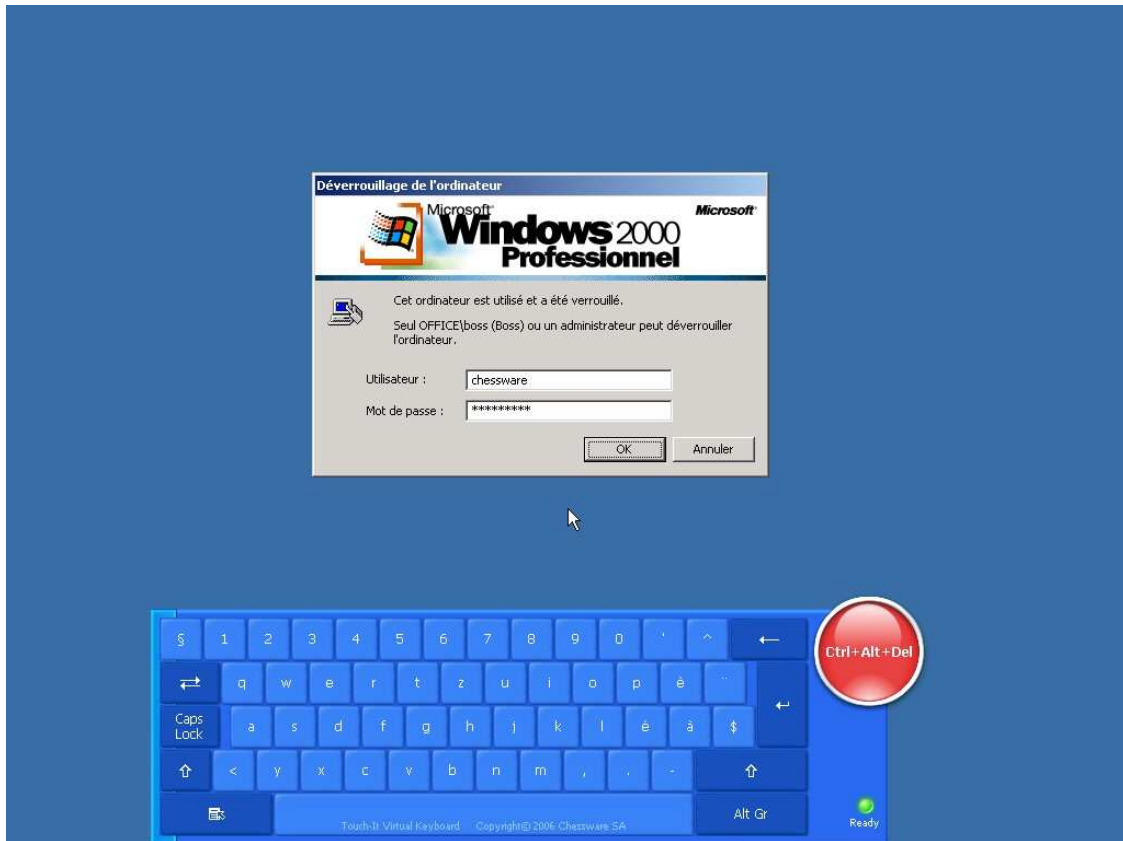 Déverrouillage de l'ordinateur
Microsoft
Microsoft
Windows 2000
Professionnel
Cet ordinateur est utilisé et a été verrouillé.
Seul OFFICE\boss (Boss) ou un administrateur peut déverrouiller
l'ordinateur.
Utilisateur : chessware
Mot de passe : *********
OK Annuler
§ 1 2 3 4 5 6 7 8 9 0 ' ^ ←
Ctrl+Alt+Del
q w e r t z u i o p è ¨
Caps
Lock
a s d f g h j k l é à $
< y x c v b n m , . -
Alt Gr
Touch-It Virtual Keyboard Copyright© 2006 Chessware SA
Ready